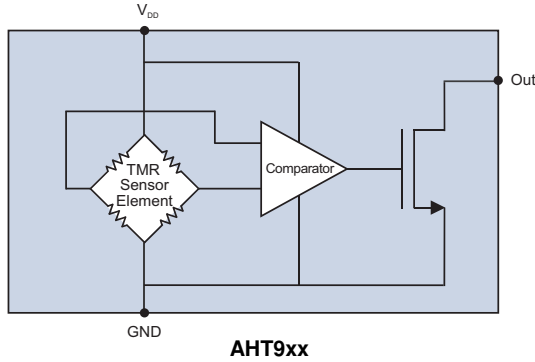 VDD
Out
TMR
Sensor
Element
Comparator
GND
AHT9xx